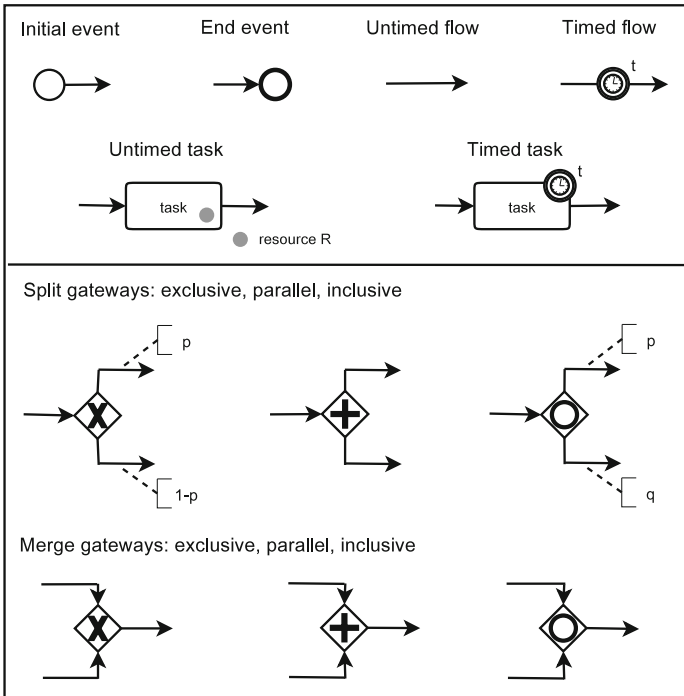 Initial event
End event
Untimed flow
Timed flow
t
Untimed task
Timed task
t
task
task
resource R
Split gateways: exclusive, parallel, inclusive
p
p
X
1-p
q
Merge gateways: exclusive, parallel, inclusive
X